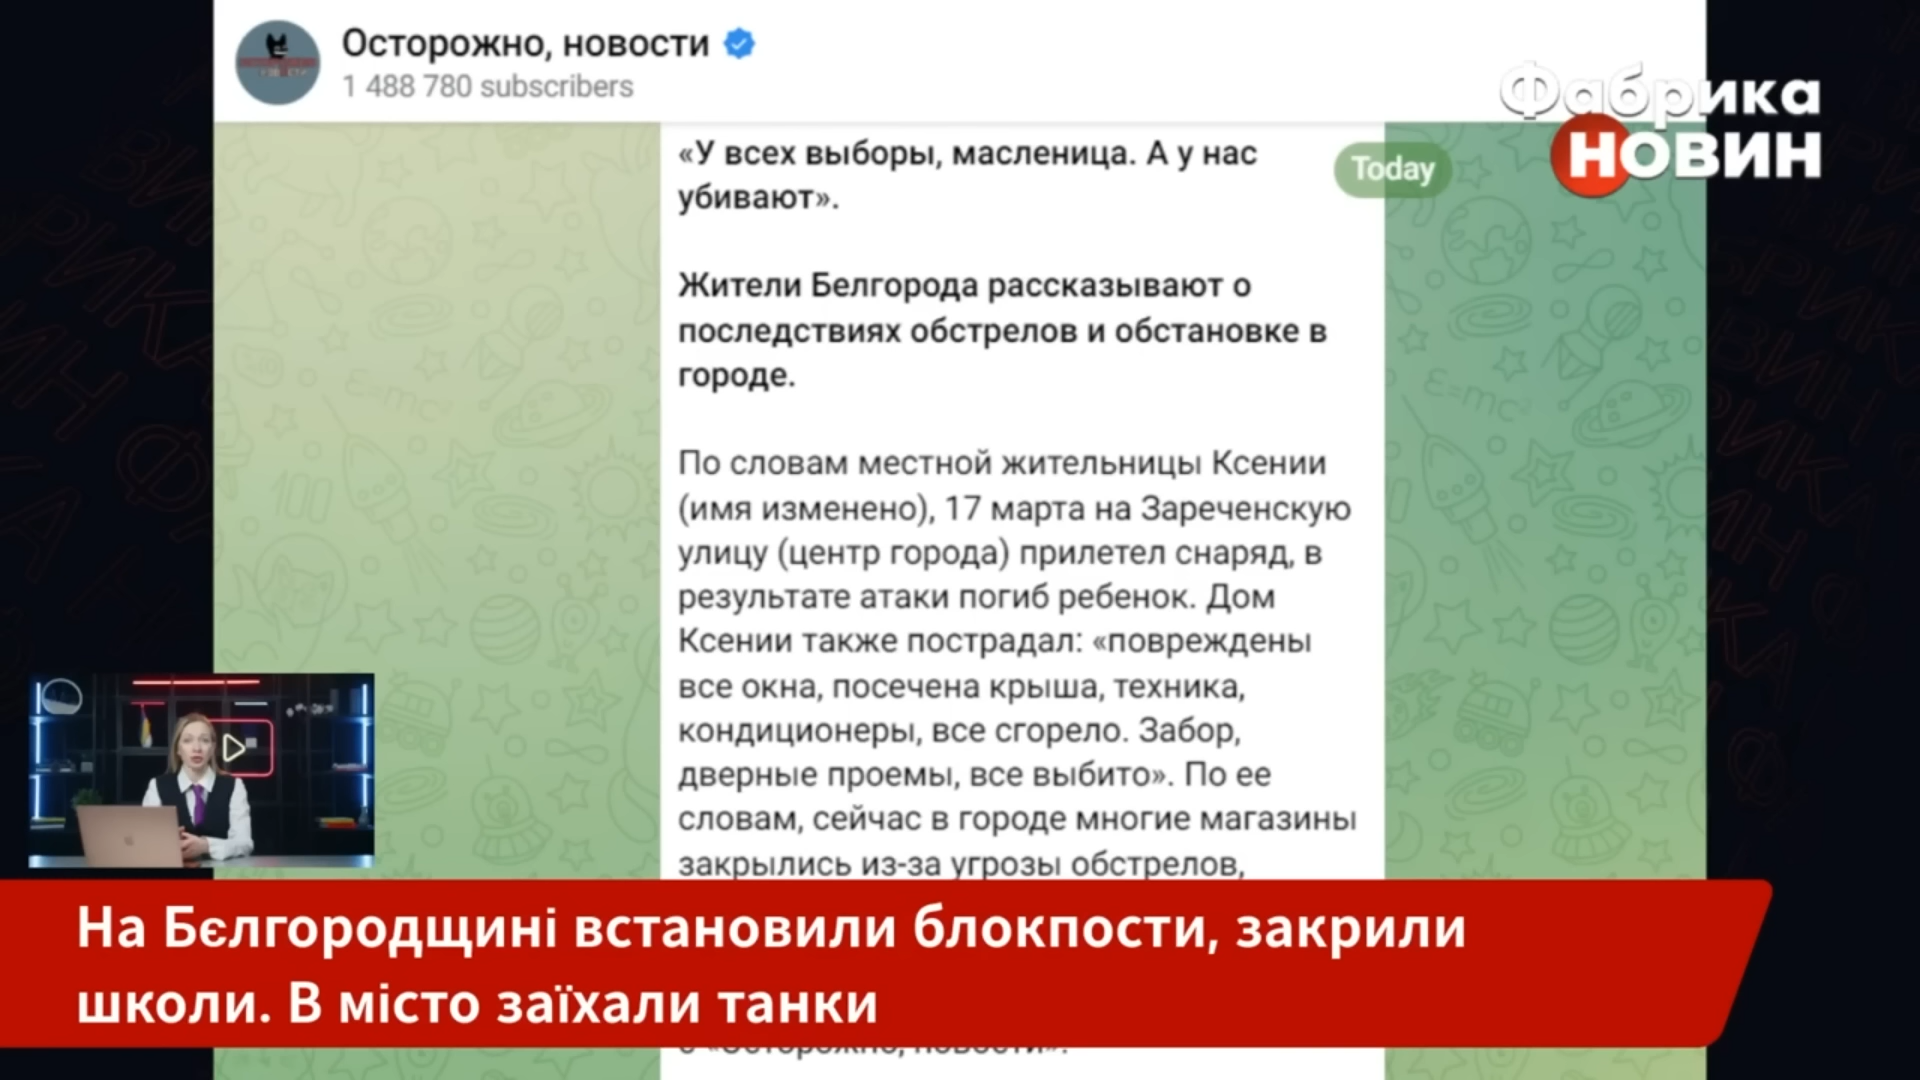 Осторожно, новости
1 488 780 subscribers
Фабрика
НОВИН
Today
«У всех выборы, масленица. А у нас
убивают».
Жители Белгорода рассказывают о
последствиях обстрелов и обстановке в
городе.
По словам местной жительницы Ксении
(имя изменено), 17 марта на Зареченскую
улицу (центр города) прилетел снаряд, в
результате атаки погиб ребенок. Дом
Ксении также пострадал: «повреждены
все окна, посечена крыша, техника,
кондиционеры, все сгорело. Забор,
дверные проемы, все выбито». По ее
словам, сейчас в городе многие магазины
закрылись из-за угрозы обстрелов,
На Бєлгородщині встановили блокпости, закрили
школи. В місто заїхали танки